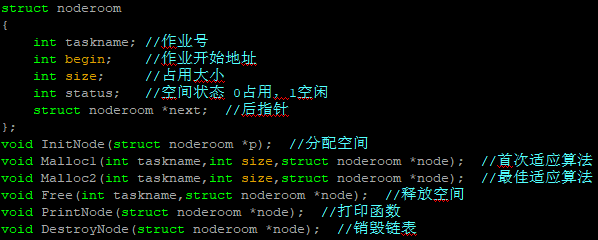 struct noderoom
{
int taskname; //作业号
int begin; //作业开始地址
int size; //占用大小
int status; //空间状态 0占用，1空闲
struct noderoom *next; //后指针
};
void InitNode(struct noderoom *p); //分配空间
void Malloc1(int taskname,int size,struct noderoom *node); //首次适应算法
void Malloc2(int taskname,int size,struct noderoom *node); //最佳适应算法
void Free(int taskname,struct noderoom *node); //释放空间
void PrintNode(struct noderoom *node); //打印函数
void DestroyNode(struct noderoom *node); //销毁链表